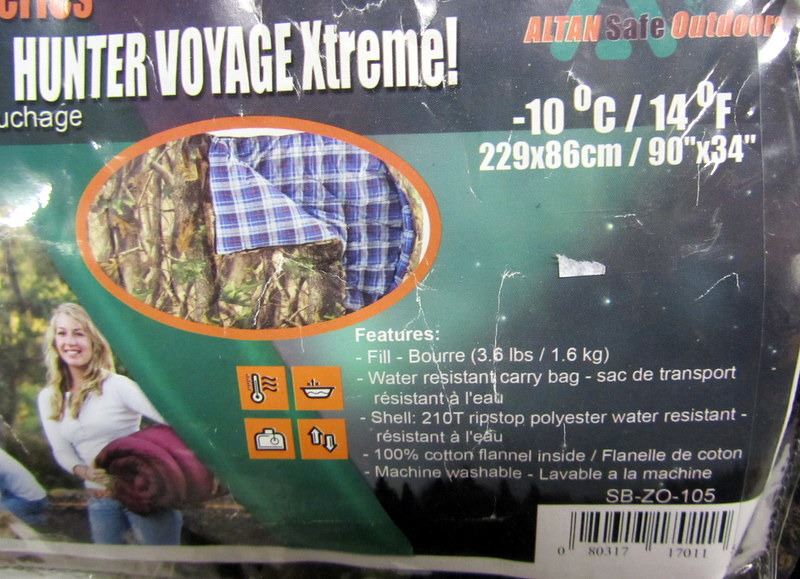 HUNTER VOYAGE Xtreme!
ALTAN Safe Outdoors
-10 °C / 14 °F
229x86cm / 90"x34"
Features:
- Fill - Bourre (3.6 lbs / 1.6 kg)
- Water resistant carry bag - sac de transport
résistant à l'eau
- Shell: 210T ripstop polyester water resistant -
résistant à l'eau
- 100% cotton flannel inside / Flanelle de coton
- Machine washable - Lavable a la machine
SB-ZO-105
0 80317 17011